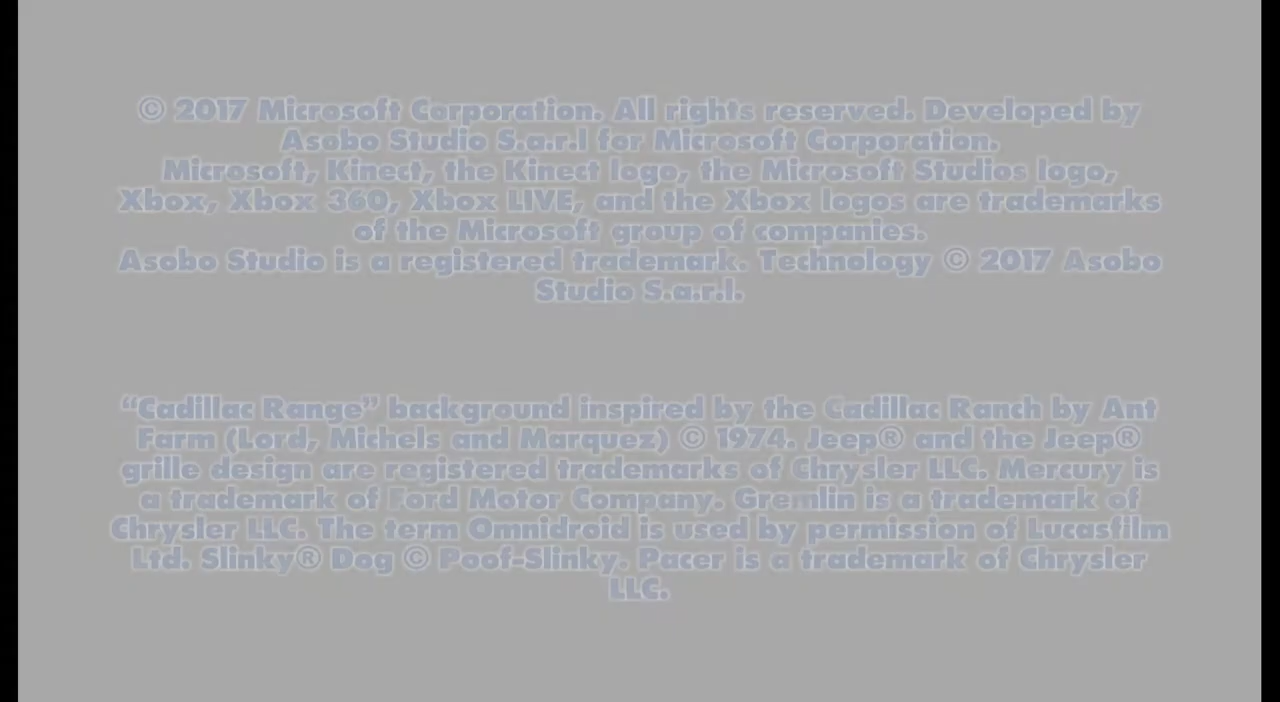 © 2017 Microsoft Corporation. All rights reserved. Developed by
Asobo Studio S.a.r.l for Microsoft Corporation.
Microsoft, Kinect, the Kinect logo, the Microsoft Studios logo,
Xbox, Xbox 360, Xbox LIVE, and the Xbox logos are trademarks
of the Microsoft group of companies.
Asobo Studio is a registered trademark. Technology © 2017 Asobo
Studio S.a.r.l.
“Cadillac Range” background inspired by the Cadillac Ranch by Ant
Farm (Lord, Michels and Marquez) © 1974. Jeep® and the Jeep®
grille design are registered trademarks of Chrysler LLC. Mercury is
a trademark of Ford Motor Company. Gremlin is a trademark of
Chrysler LLC. The term Omnidroid is used by permission of Lucasfilm
Ltd. Slinky® Dog © Poof-Slinky. Pacer is a trademark of Chrysler
LLC.